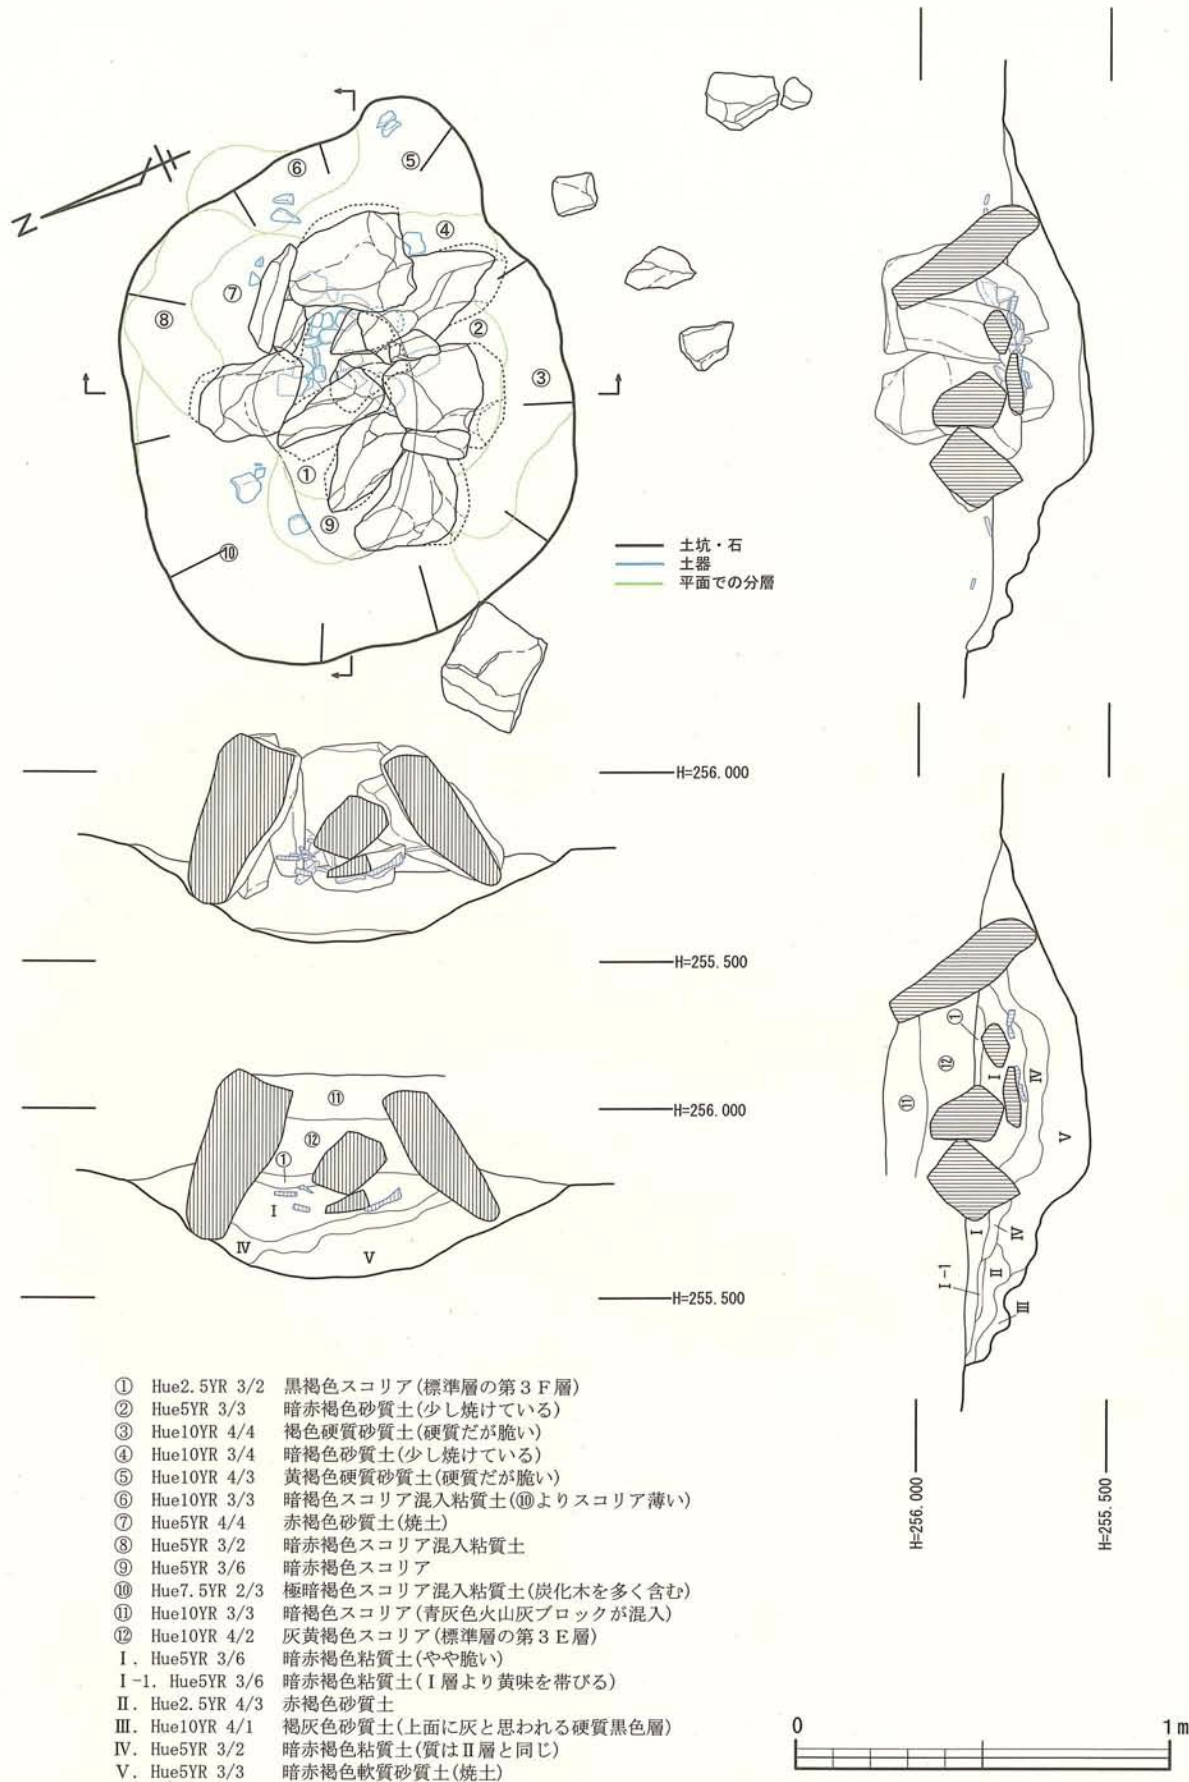 N
⑥
⑤
④
⑦
⑧
②
③
①
⑨
⑩
土坑・石
土器
平面での分層
H=256.000
H=255.500
⑪
H=256.000
⑫
①
I
Ⅳ
Ⅴ
H=255.500
①
⑫
I
Ⅳ
⑪
Ⅴ
I
Ⅳ
I-1
Ⅱ
Ⅲ
H=256.000
H=255.500
① Hue2.5YR 3/2 黒褐色スコリア(標準層の第3F層)
② Hue5YR 3/3 暗赤褐色砂質土(少し焼けている)
③ Hue10YR 4/4 褐色硬質砂質土(硬質だが脆い)
④ Hue10YR 3/4 暗褐色砂質土(少し焼けている)
⑤ Hue10YR 4/3 黄褐色硬質砂質土(硬質だが脆い)
⑥ Hue10YR 3/3 暗褐色スコリア混入粘質土(⑩よりスコリア薄い)
⑦ Hue5YR 4/4 赤褐色砂質土(焼土)
⑧ Hue5YR 3/2 暗赤褐色スコリア混入粘質土
⑨ Hue5YR 3/6 暗赤褐色スコリア
⑩ Hue7.5YR 2/3 極暗褐色スコリア混入粘質土(炭化木を多く含む)
⑪ Hue10YR 3/3 暗褐色スコリア(青灰色火山灰ブロックが混入)
⑫ Hue10YR 4/2 灰黄褐色スコリア(標準層の第3E層)
I. Hue5YR 3/6 暗赤褐色粘質土(やや脆い)
I-1. Hue5YR 3/6 暗赤褐色粘質土(I層より黄味を帯びる)
Ⅱ. Hue2.5YR 4/3 赤褐色砂質土
Ⅲ. Hue10YR 4/1 褐灰色砂質土(上面に灰と思われる硬質黒色層)
Ⅳ. Hue5YR 3/2 暗赤褐色粘質土(質はⅡ層と同じ)
Ⅴ. Hue5YR 3/3 暗赤褐色軟質砂質土(焼土)
0 1m